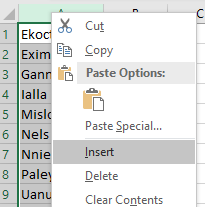 A B C
1 Ekoc Cut
2 Exim Copy
3 Gann Paste Options:
4 Ialla
5 Mislo Paste Special...
6 Nels
7 Nnie Insert
8 Paley Delete
9 Uanu Clear Contents